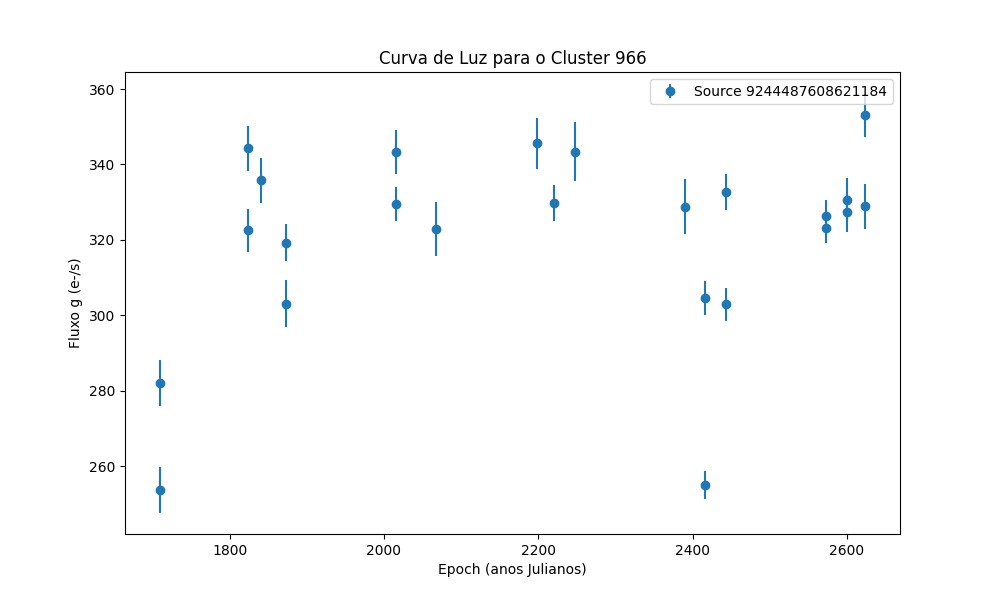 Curva de Luz para o Cluster 966
Source 9244487608621184
Fluxo g (e-/s)
360
340
320
300
280
260
1800
2000
2200
2400
2600
Epoch (anos Julianos)